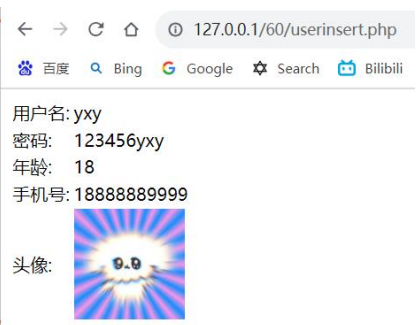 127.0.0.1/60/userinsert.php
百度 Bing Google Search Bilibili
用户名: yxy
密码: 123456yxy
年龄: 18
手机号: 18888889999
头像: